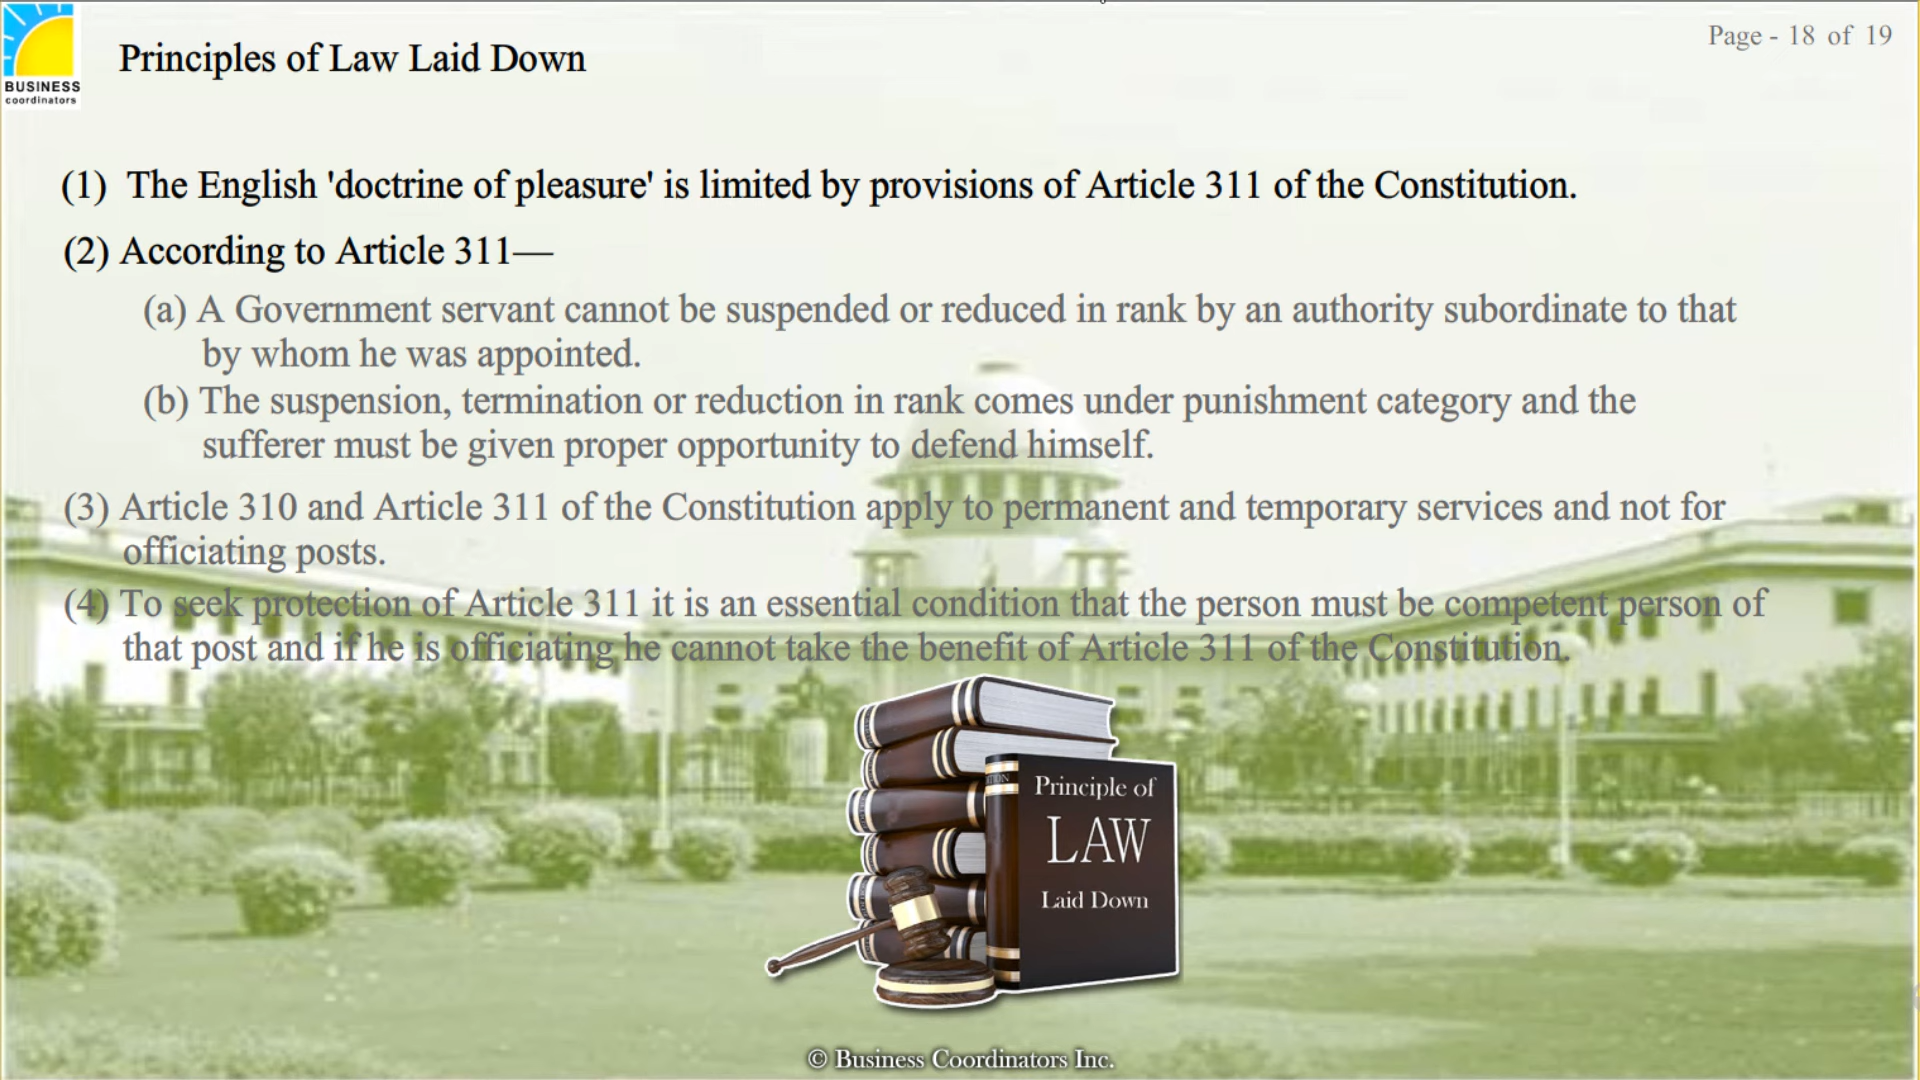 BUSINESS
coordinators
Principles of Law Laid Down
Page - 18 of 19
(1) The English 'doctrine of pleasure' is limited by provisions of Article 311 of the Constitution.
(2) According to Article 311—
(a) A Government servant cannot be suspended or reduced in rank by an authority subordinate to that
by whom he was appointed.
(b) The suspension, termination or reduction in rank comes under punishment category and the
sufferer must be given proper opportunity to defend himself.
(3) Article 310 and Article 311 of the Constitution apply to permanent and temporary services and not for
officiating posts.
(4) To seek protection of Article 311 it is an essential condition that the person must be competent person of
that post and if he is officiating he cannot take the benefit of Article 311 of the Constitution.
Principle of
LAW
Laid Down
© Business Coordinators Inc.